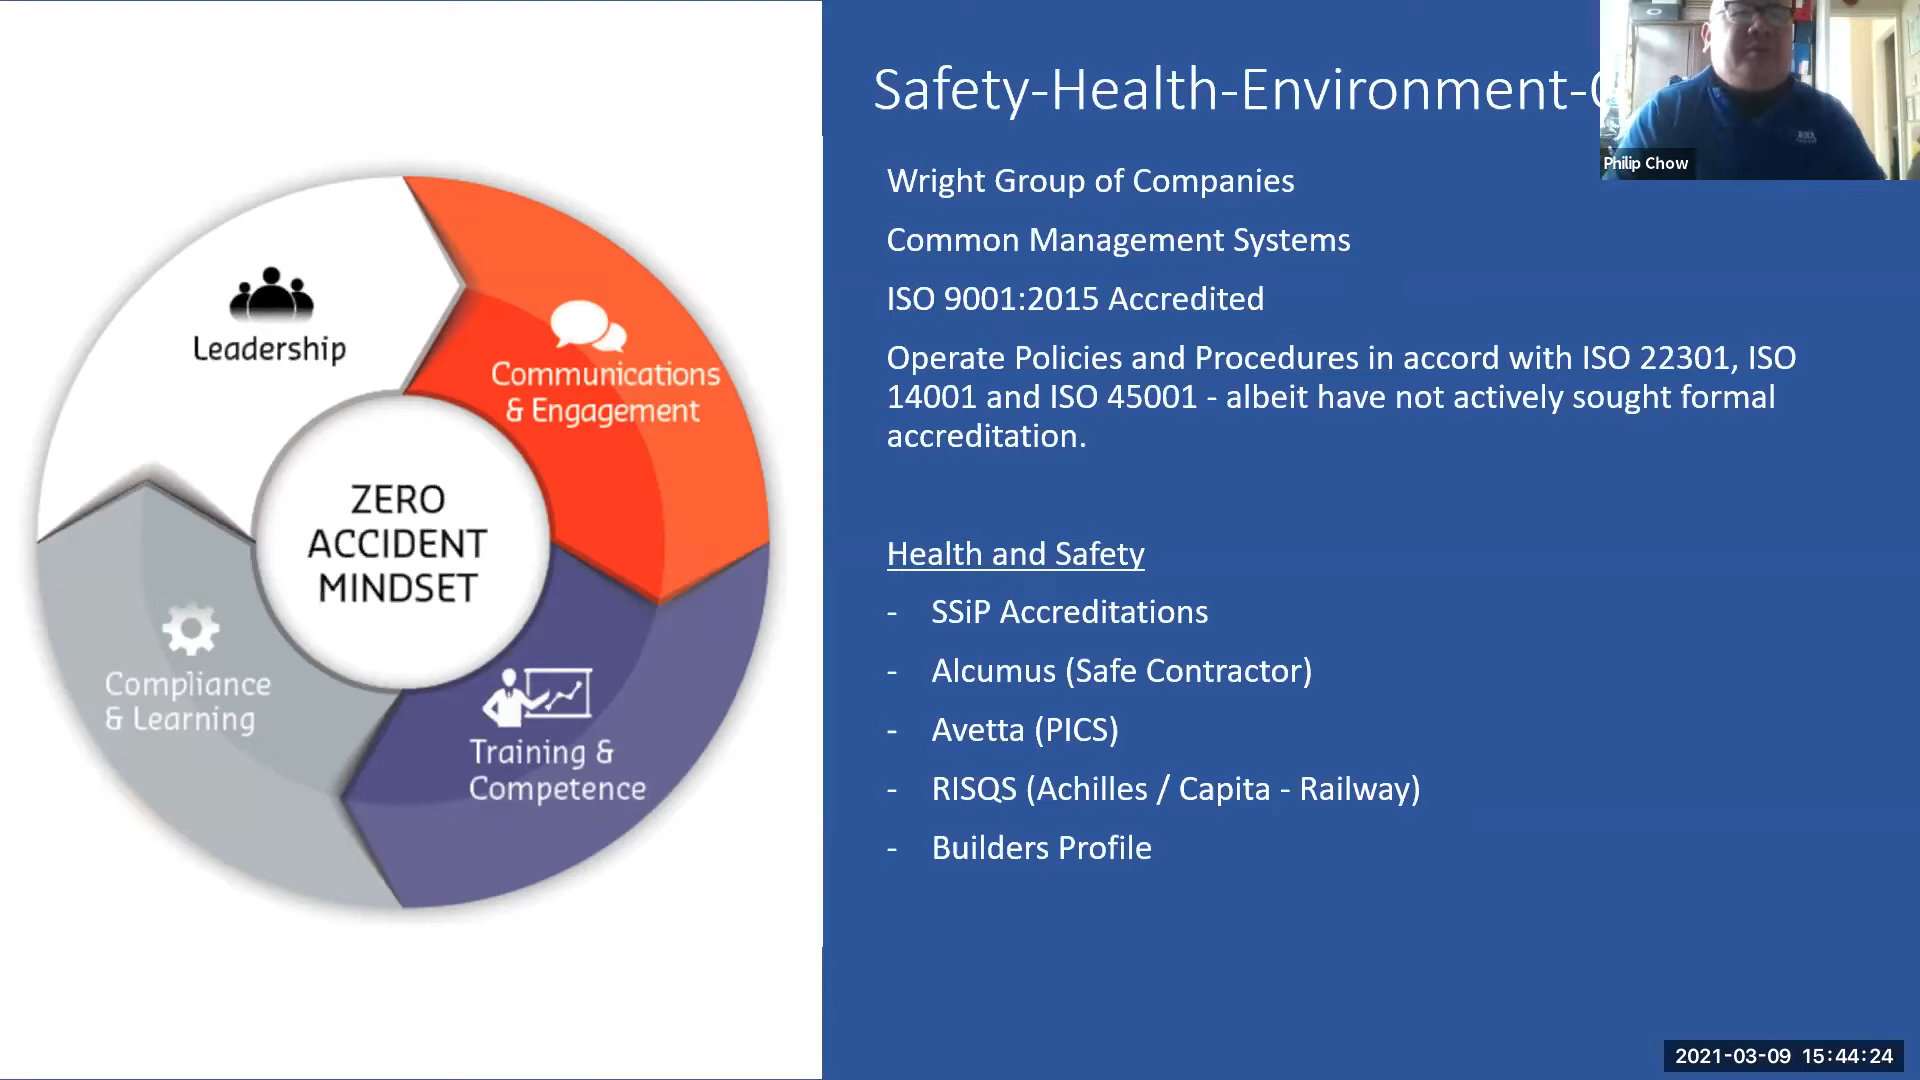 Safety-Health-Environment-
Philip Chow
Wright Group of Companies
Common Management Systems
ISO 9001:2015 Accredited
Operate Policies and Procedures in accord with ISO 22301, ISO
14001 and ISO 45001 - albeit have not actively sought formal
accreditation.
Health and Safety
- SSiP Accreditations
- Alcumus (Safe Contractor)
- Avetta (PICS)
- RISQS (Achilles / Capita - Railway)
- Builders Profile
Leadership
Communications
& Engagement
ZERO
ACCIDENT
MINDSET
Compliance
& Learning
Training &
Competence
2021-03-09 15:44:24